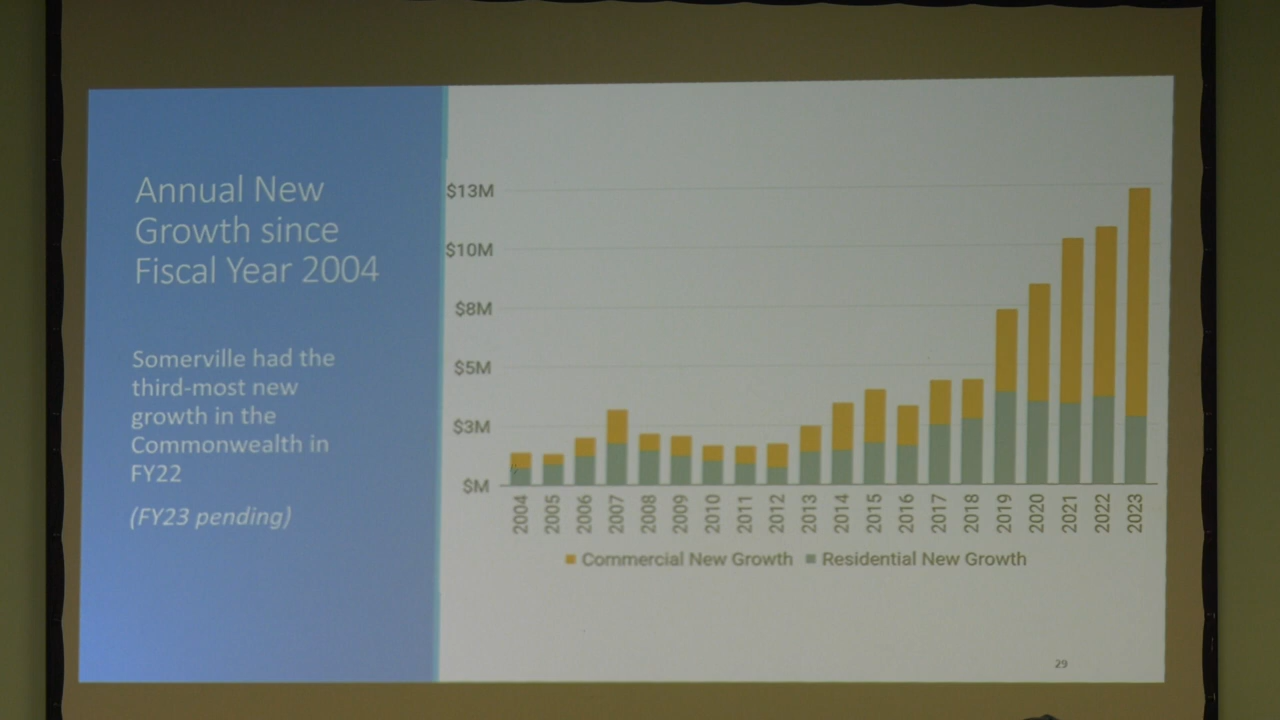 Annual New
Growth since
Fiscal Year 2004
Somerville had the
third-most new
growth in the
Commonwealth in
FY22
(FY23 pending)
$13M
$10M
$8M
$5M
$3M
$M
2004 2005 2006 2007 2008 2009 2010 2011 2012 2013 2014 2015 2016 2017 2018 2019 2020 2021 2022 2023
Commercial New Growth Residential New Growth
29